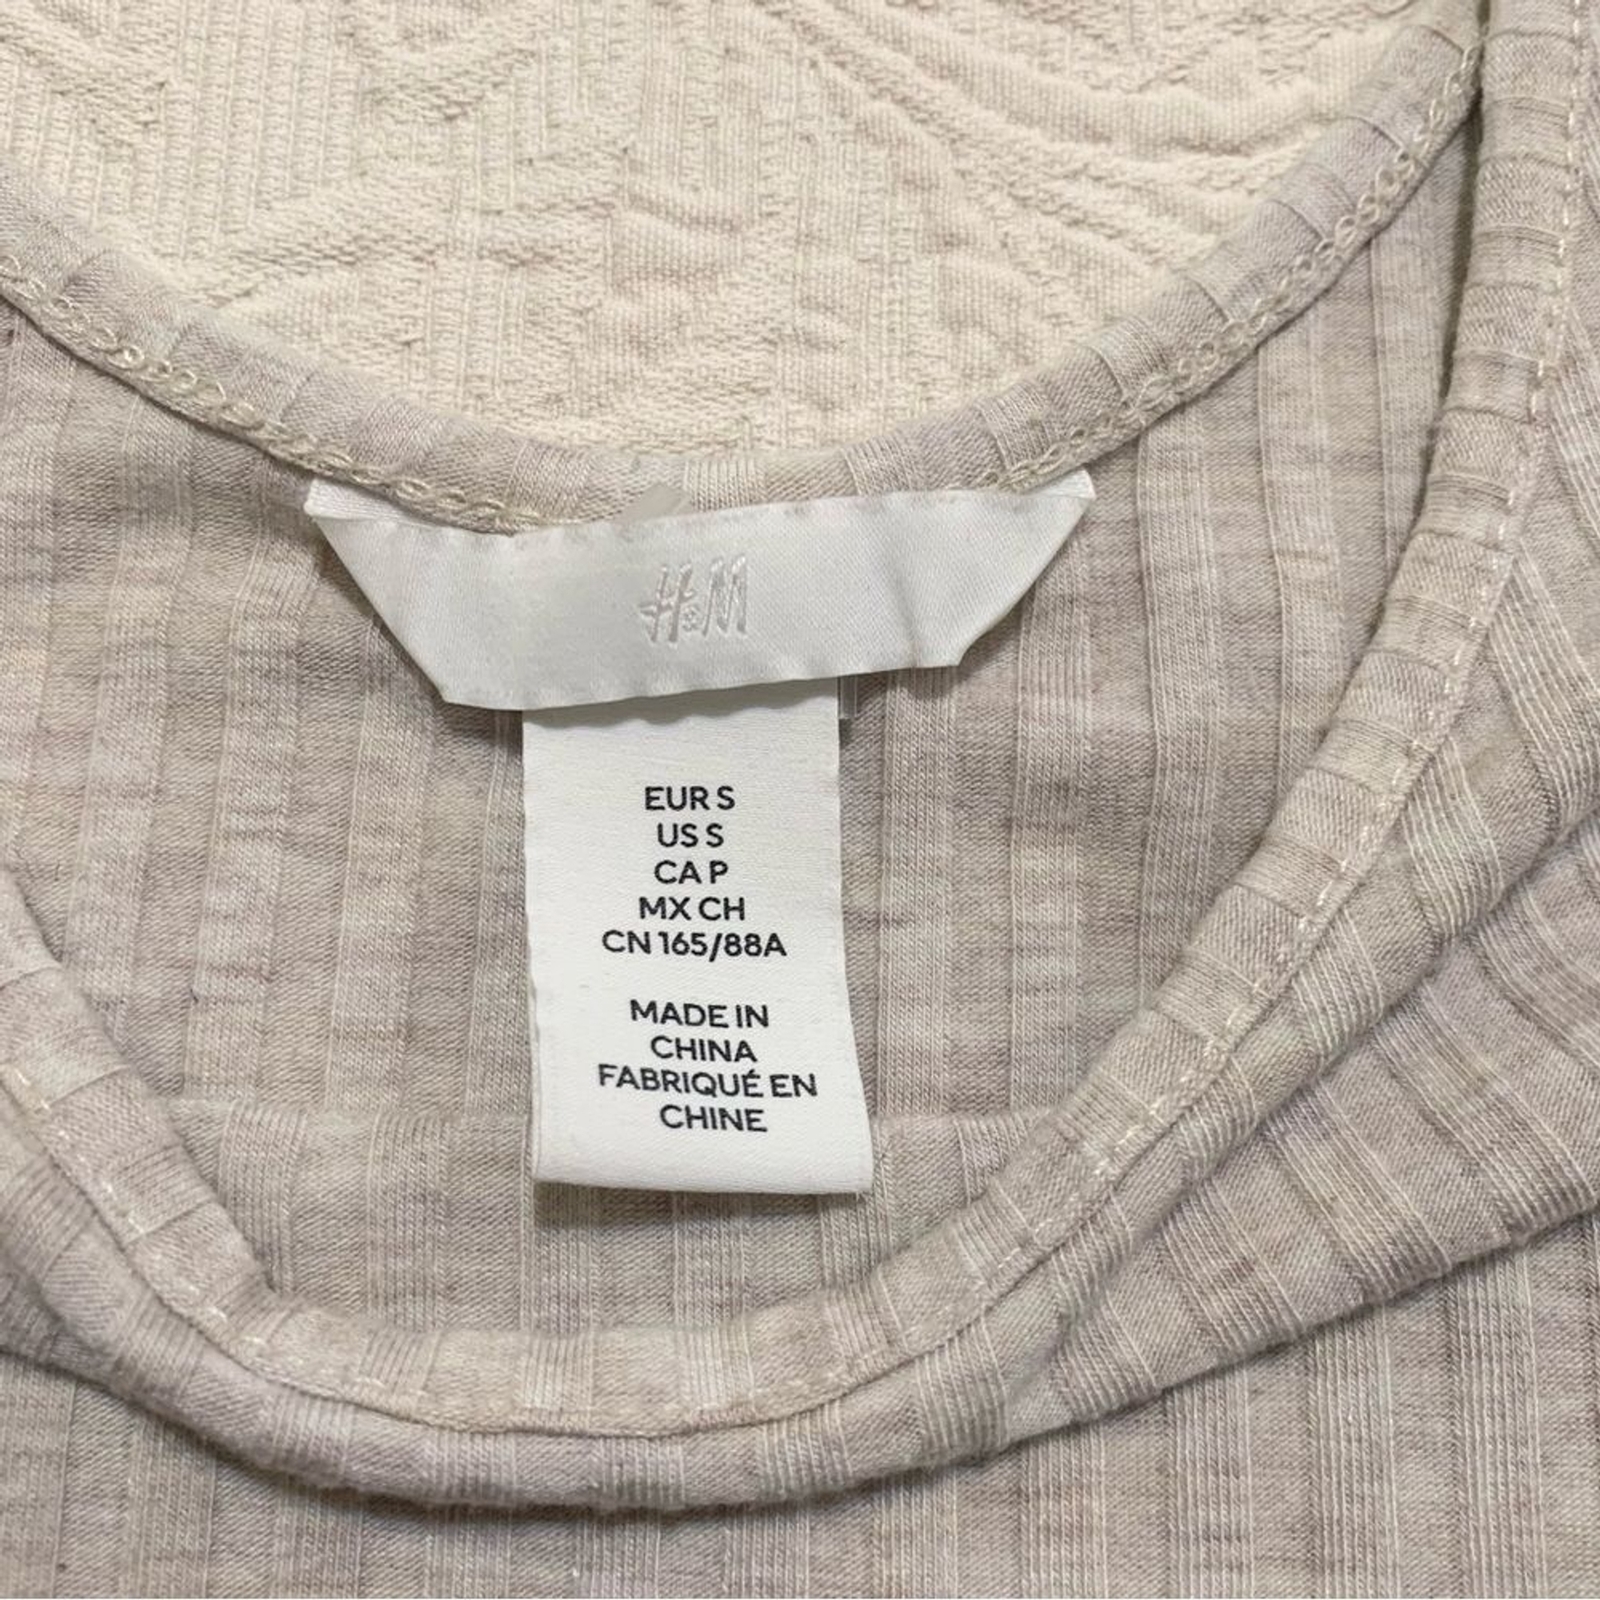 H&M
EUR S
US S
CA P
MX CH
CN 165/88A
MADE IN
CHINA
FABRIQUÉ EN
CHINE